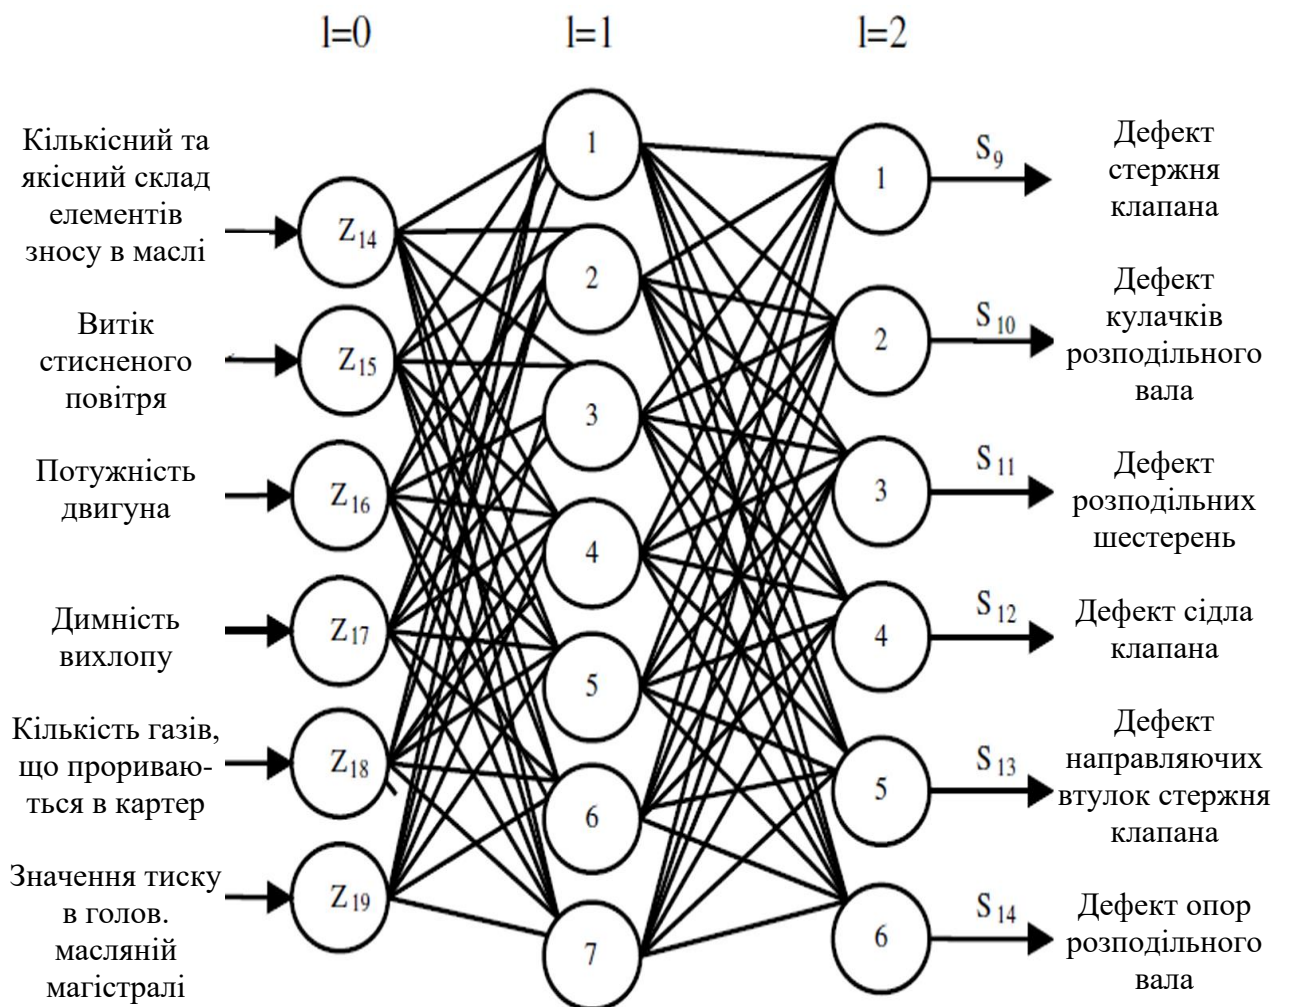 l=0
l=1
l=2
Кількісний та
якісний склад
елементів
зносу в маслі
Витік
стисненого
повітря
Потужність
двигуна
Димність
вихлопу
Кількість газів,
що прориваю-
ться в картер
Значення тиску
в голов.
масляній
магістралі
Z14
Z15
Z16
Z17
Z18
Z19
1
2
3
4
5
6
7
1
2
3
4
5
6
S9
S10
S11
S12
S13
S14
Дефект
стержня
клапана
Дефект
кулачків
розподільного
вала
Дефект
розподільних
шестерень
Дефект сідла
клапана
Дефект
направляючих
втулок стержня
клапана
Дефект опор
розподільного
вала